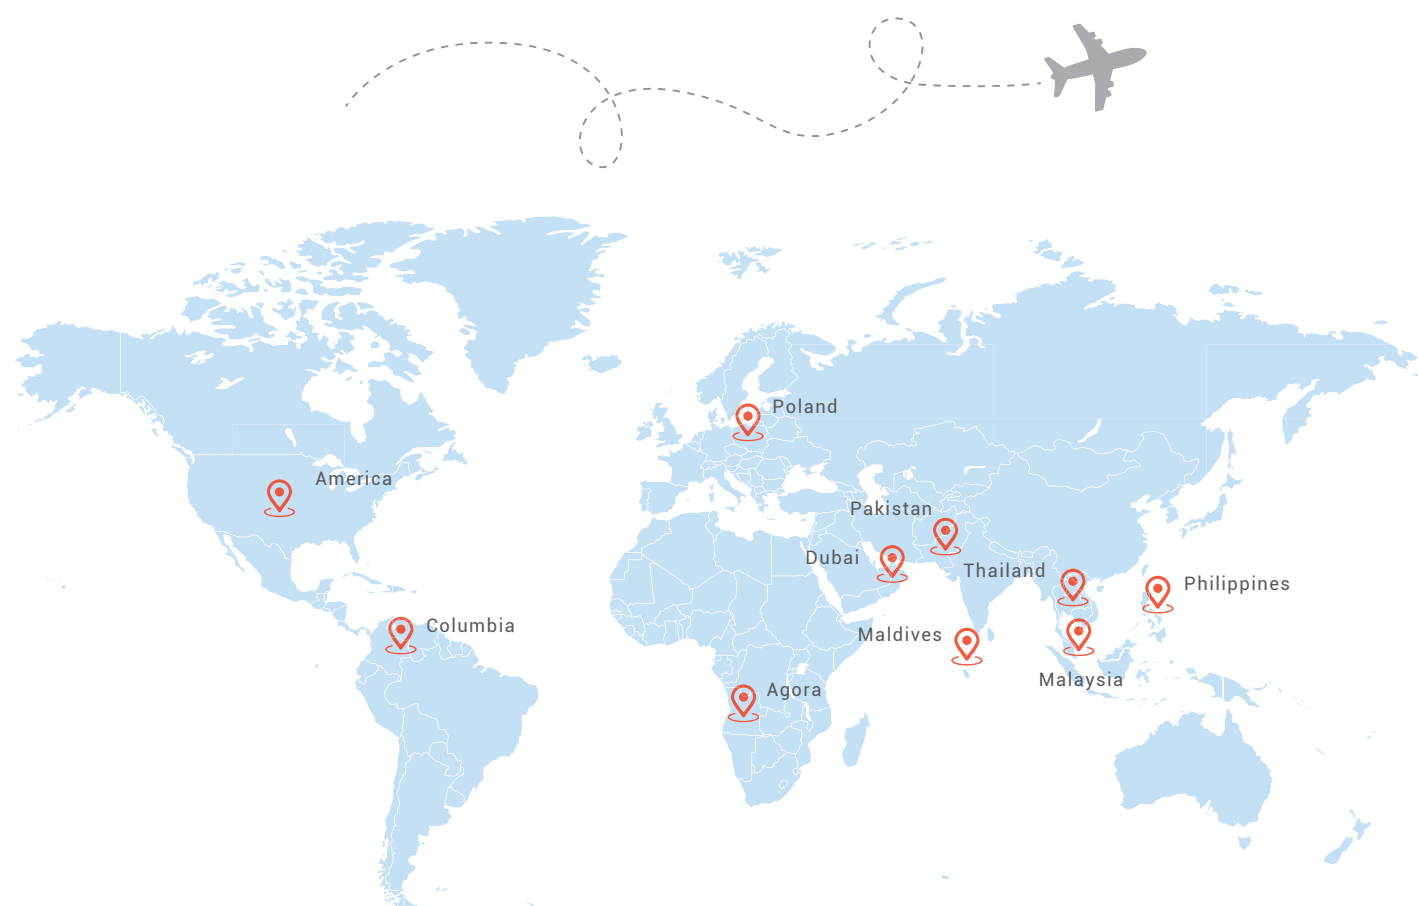 Poland
America
Pakistan
Dubai
Thailand
Philippines
Columbia
Maldives
Malaysia
Agora